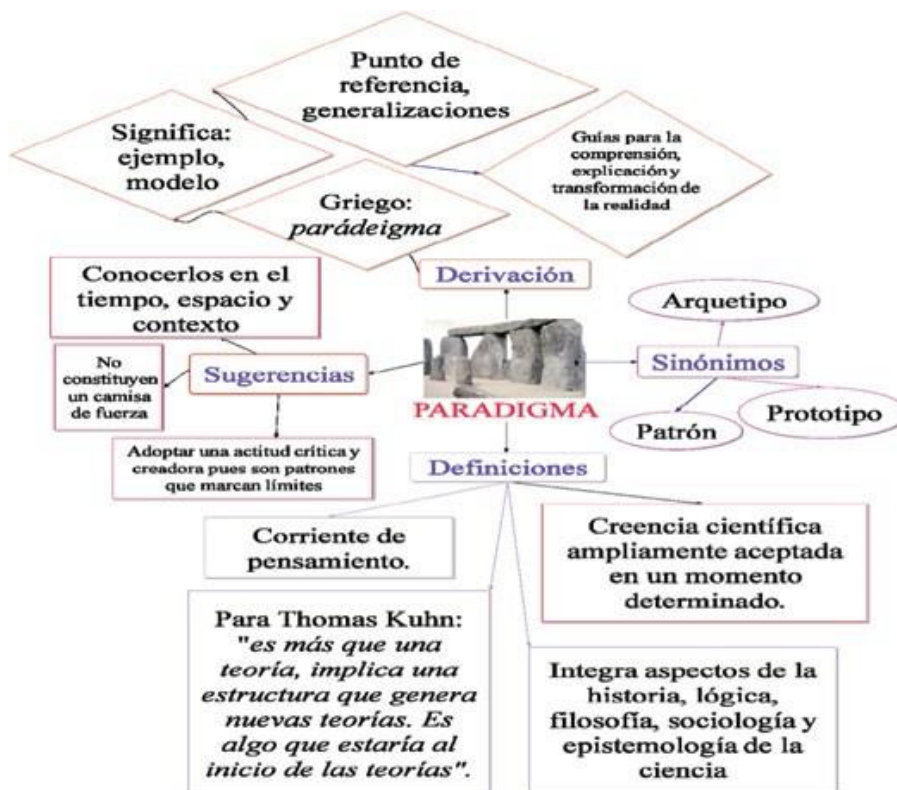 Punto de
referencia,
generalizaciones
Significa:
ejemplo,
modelo
Guías para la
comprensión,
explicación y
transformación de
la realidad
Griego:
parádeigma
Derivación
Conocerlos en el
tiempo, espacio y
contexto
No
constituyen
un camisa
de fuerza
Sugerencias
Adoptar una actitud crítica y
creadora pues son patrones
que marcan límites
PARADIGMA
Arquetipo
Sinónimos
Patrón
Prototipo
Definiciones
Corriente de
pensamiento.
Creencia científica
ampliamente aceptada
en un momento
determinado.
Para Thomas Kuhn:
"es más que una
teoría, implica una
estructura que genera
nuevas teorías. Es
algo que estaría al
inicio de las teorías".
Integra aspectos de la
historia, lógica,
filosofía, sociología y
epistemología de la
ciencia